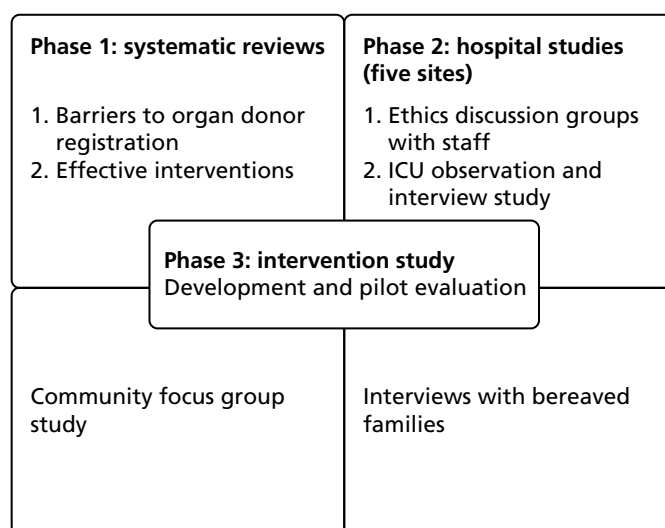 Phase 1: systematic reviews
1. Barriers to organ donor
registration
2. Effective interventions
Phase 2: hospital studies
(five sites)
1. Ethics discussion groups
with staff
2. ICU observation and
interview study
Phase 3: intervention study
Development and pilot evaluation
Community focus group
study
Interviews with bereaved
families